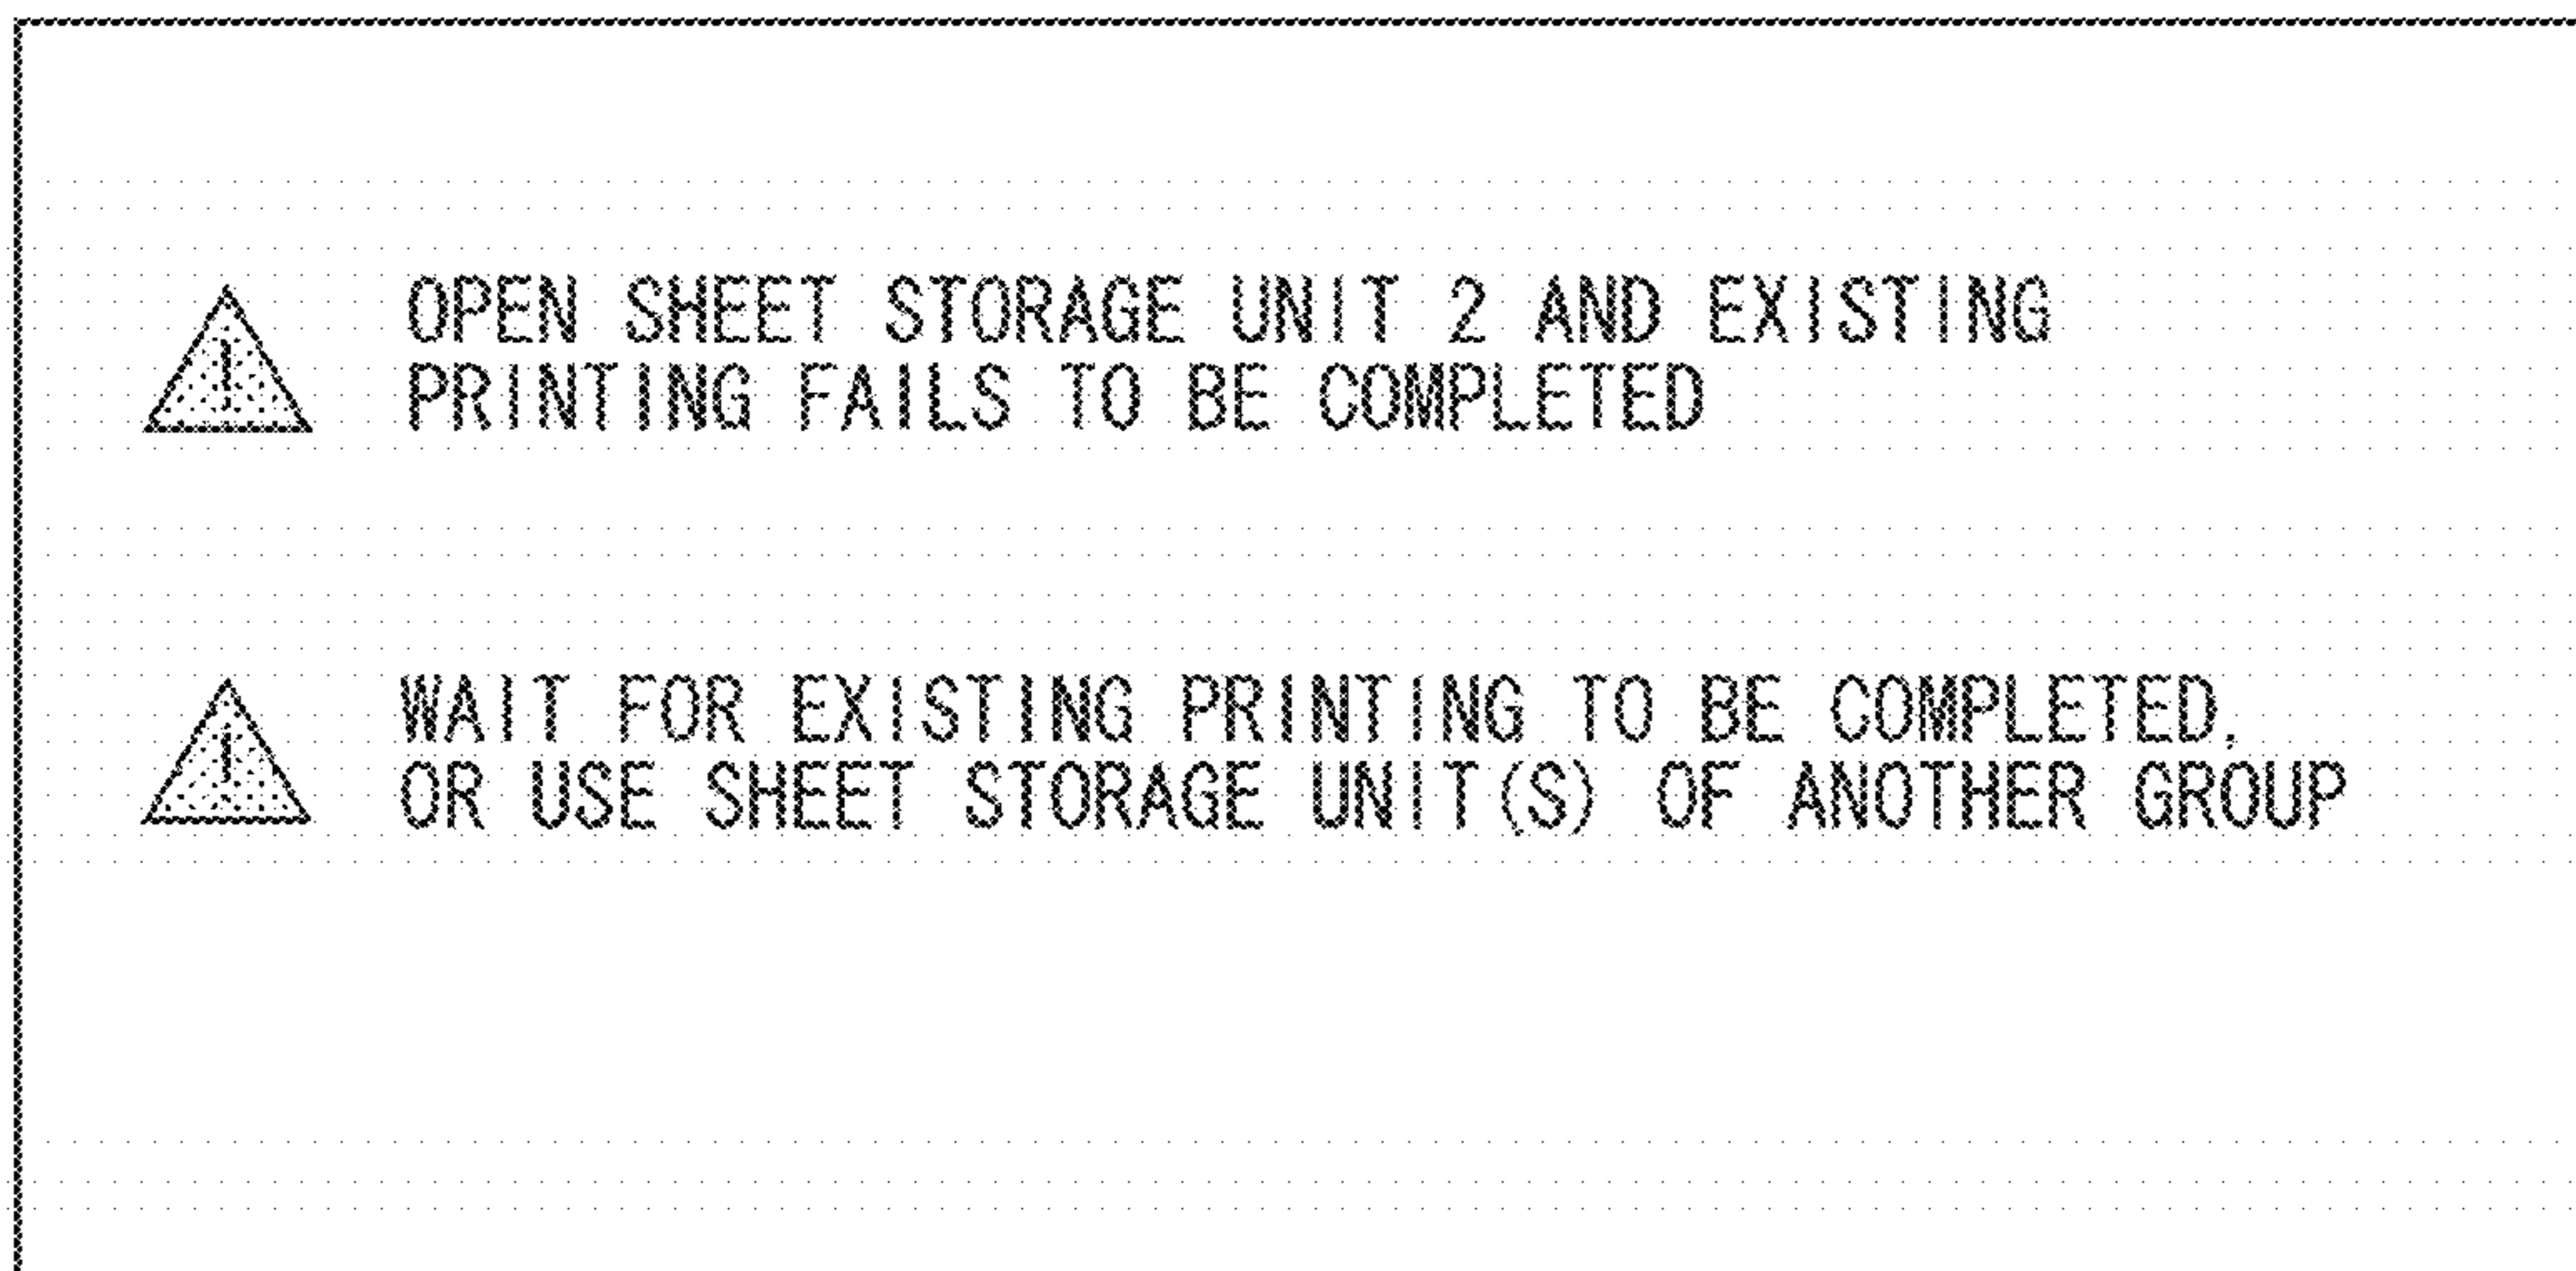 OPEN SHEET STORAGE UNIT 2 AND EXISTING
PRINTING FAILS TO BE COMPLETED
WAIT FOR EXISTING PRINTING TO BE COMPLETED,
OR USE SHEET STORAGE UNIT(S) OF ANOTHER GROUP